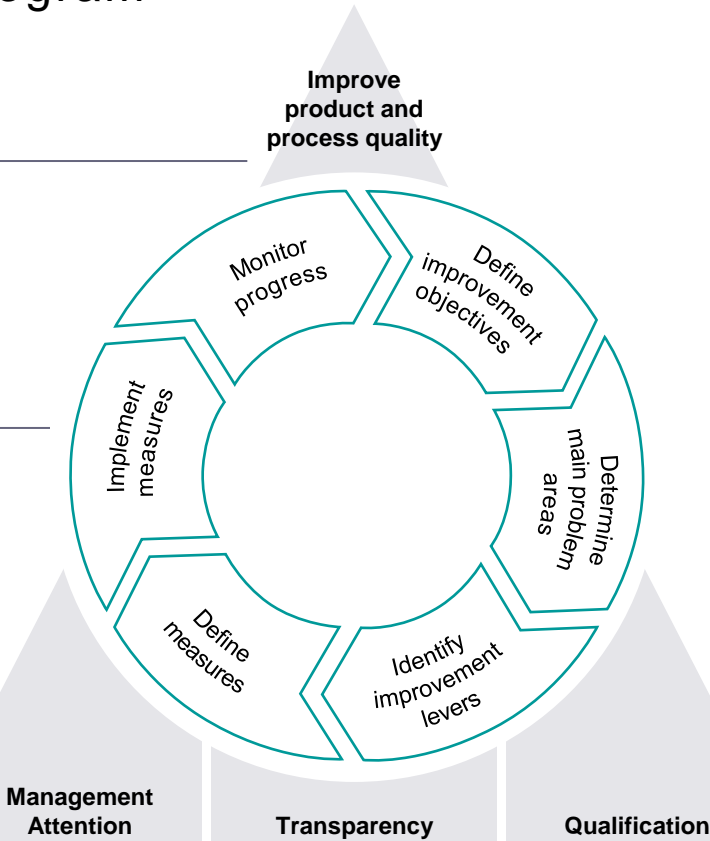 Improve
product and
process quality
Monitor
progress
Define
improvement
objectives
Implement
measures
Determine
main problem
areas
Define
measures
Identify
improvement
levers
Management
Attention
Transparency
Qualification